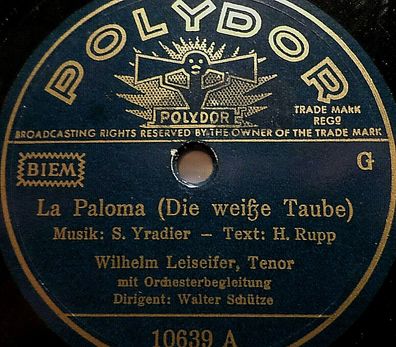 POLYDOR
POLYDOR
TRADE MARK
REGD
BROADCASTING RIGHTS RESERVED BY THE OWNER OF THE TRADE MARK
BIEM
G
La Paloma (Die weiße Taube)
Musik: S. Yradier – Text: H. Rupp
Wilhelm Leiseifer, Tenor
mit Orchesterbegleitung
Dirigent: Walter Schütze
10639 A